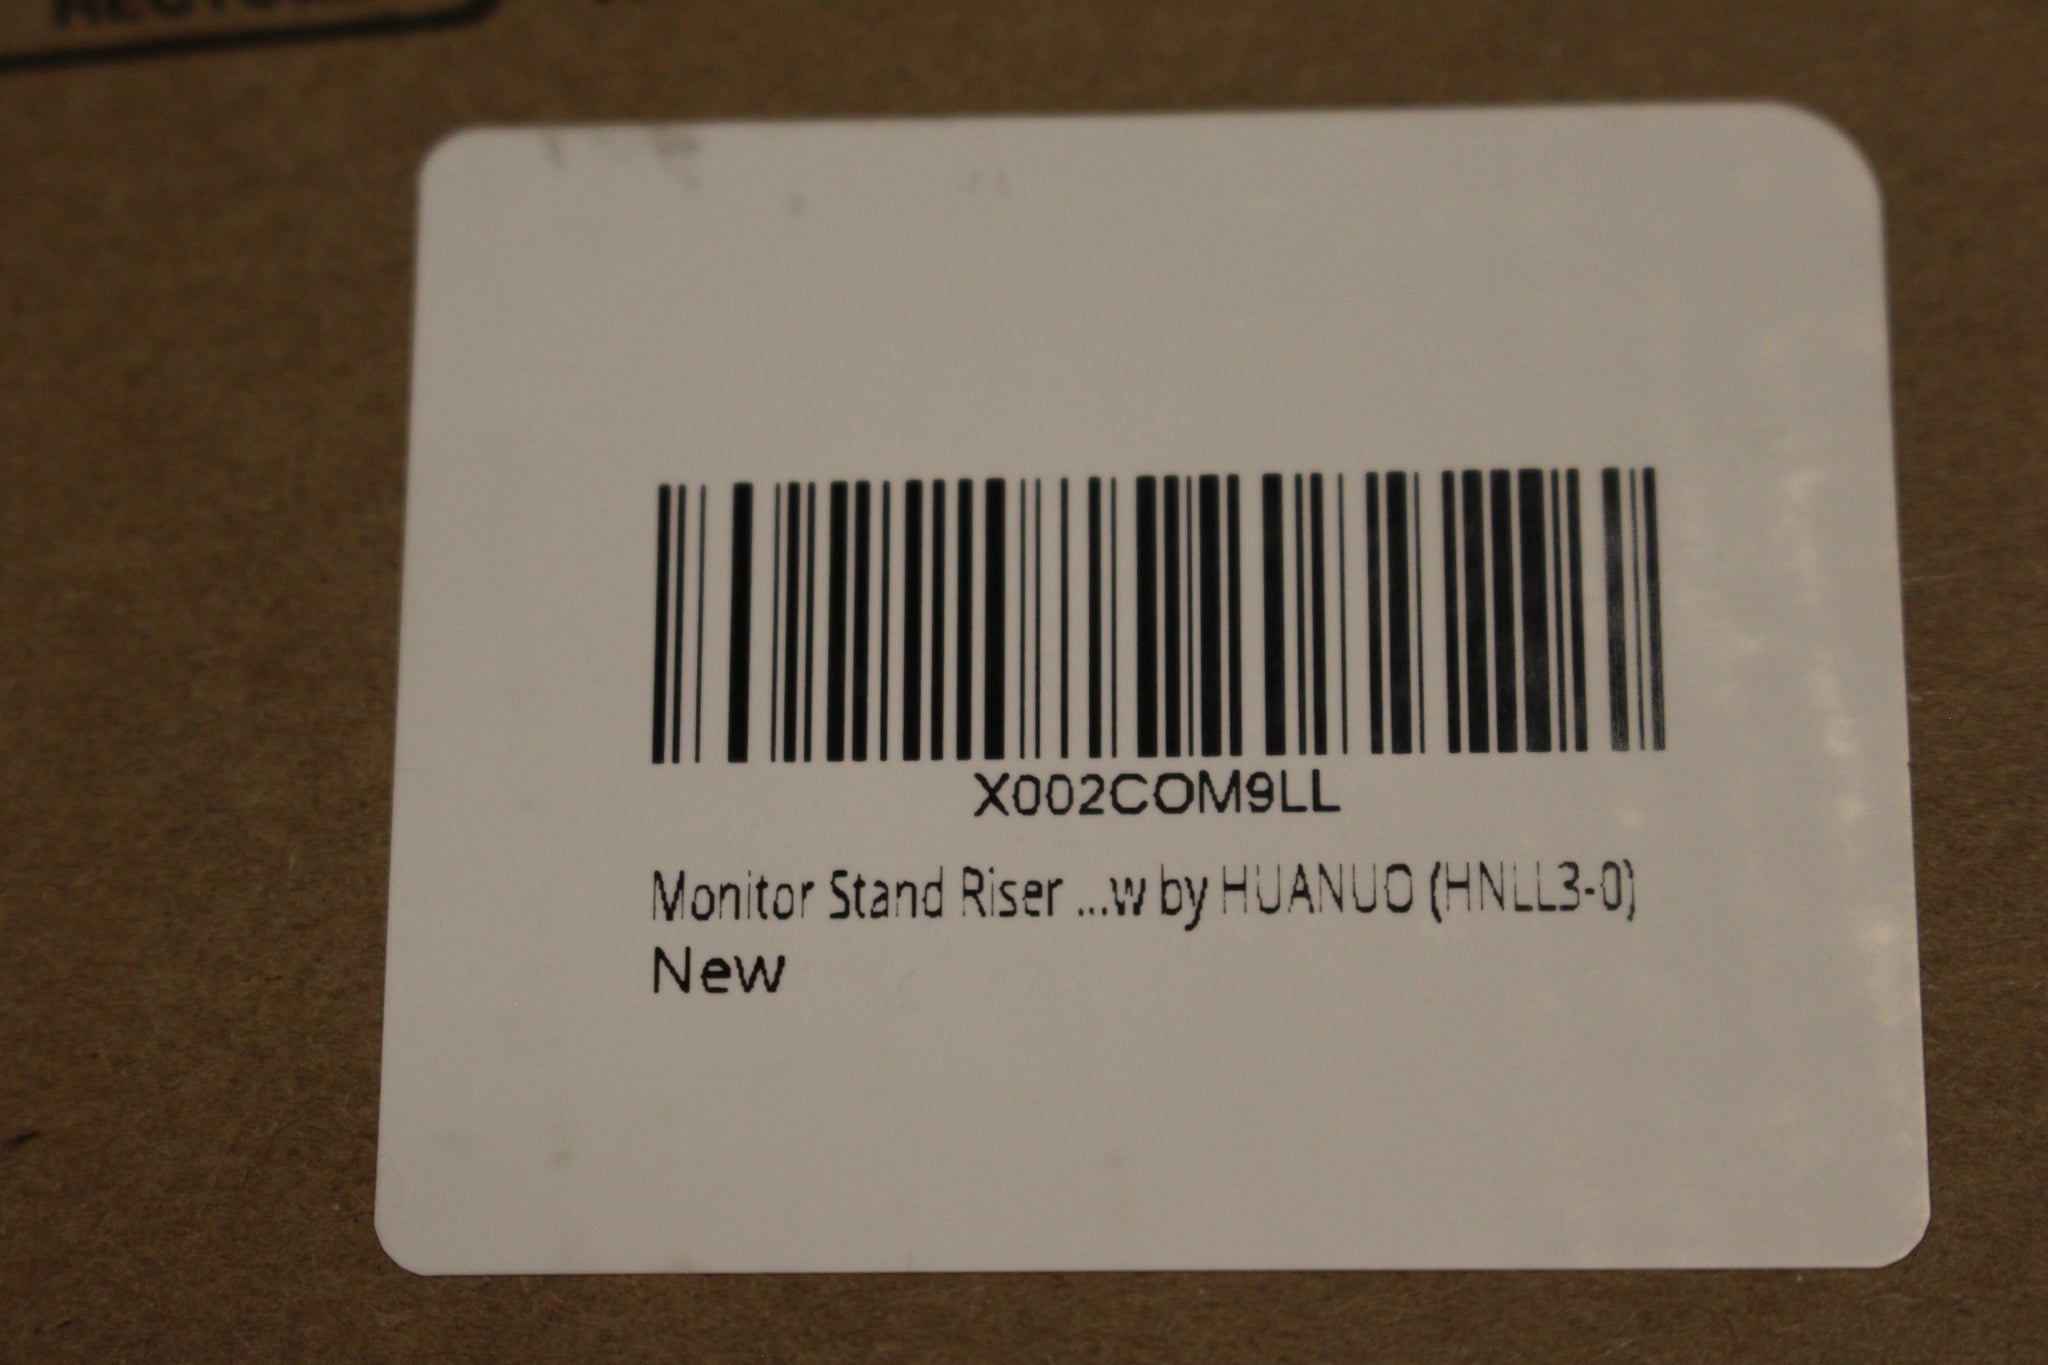 X002COM9LL
Monitor Stand Riser ...w by HUANUO (HNLL3-0)
New